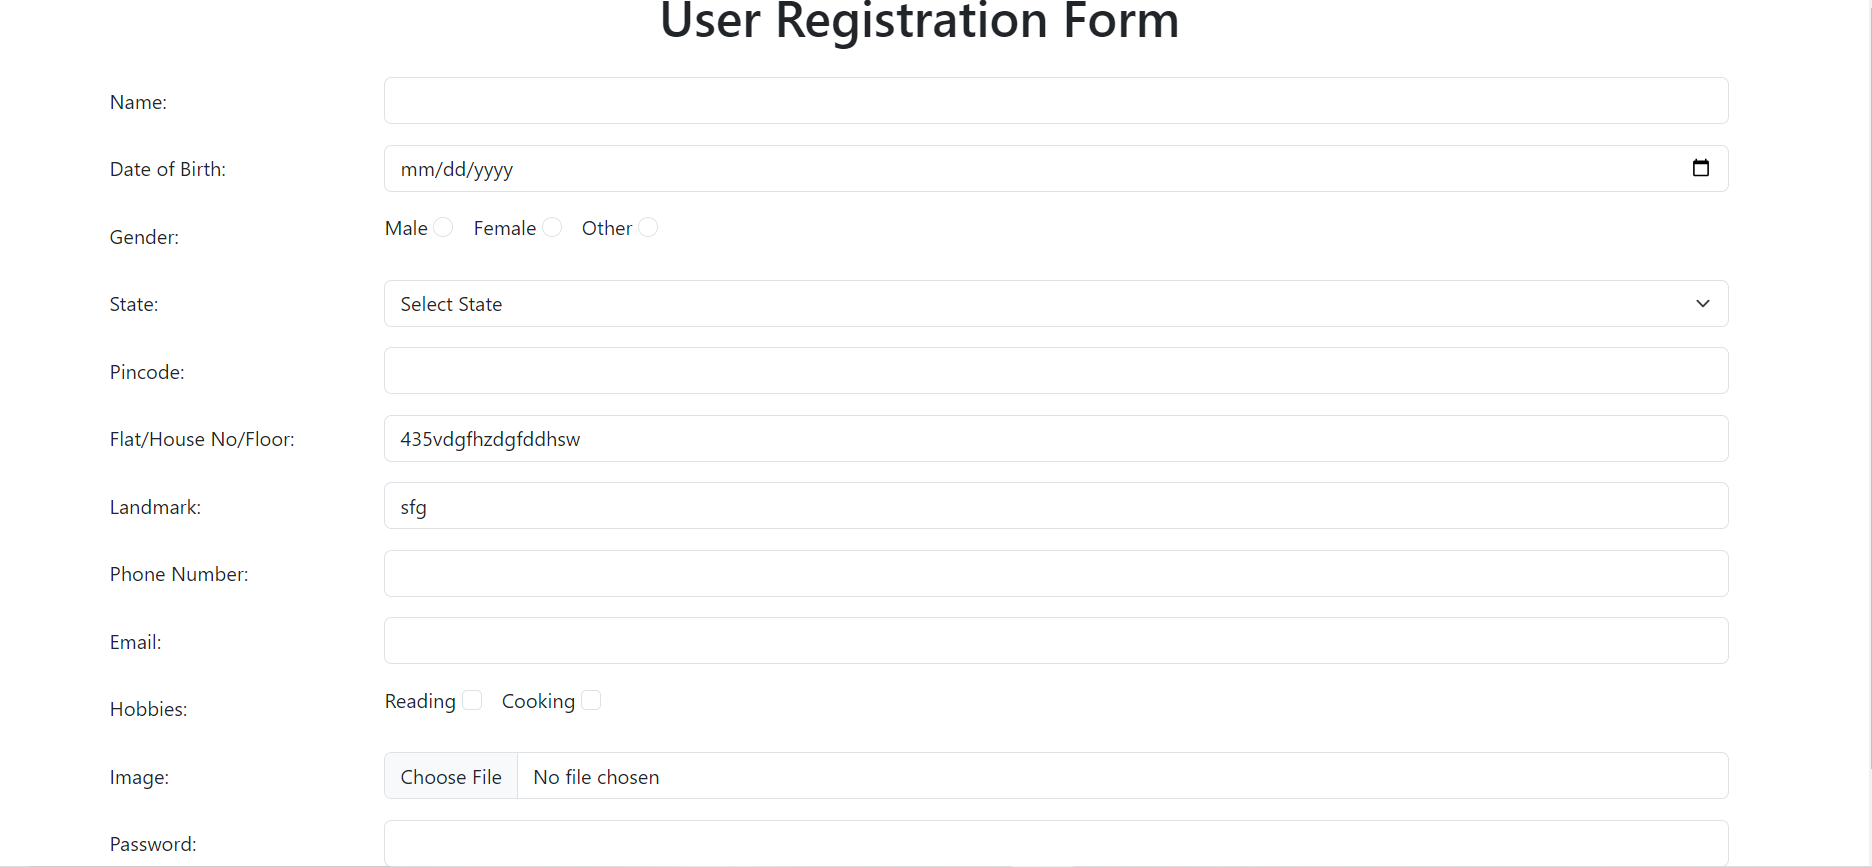 User Registration Form
Name:
Date of Birth: mm/dd/yyyy
Gender: Male Female Other
State: Select State
Pincode:
Flat/House No/Floor: 435vdgfhzdgfddhsw
Landmark: sfg
Phone Number:
Email:
Hobbies: Reading Cooking
Image: Choose File No file chosen
Password: